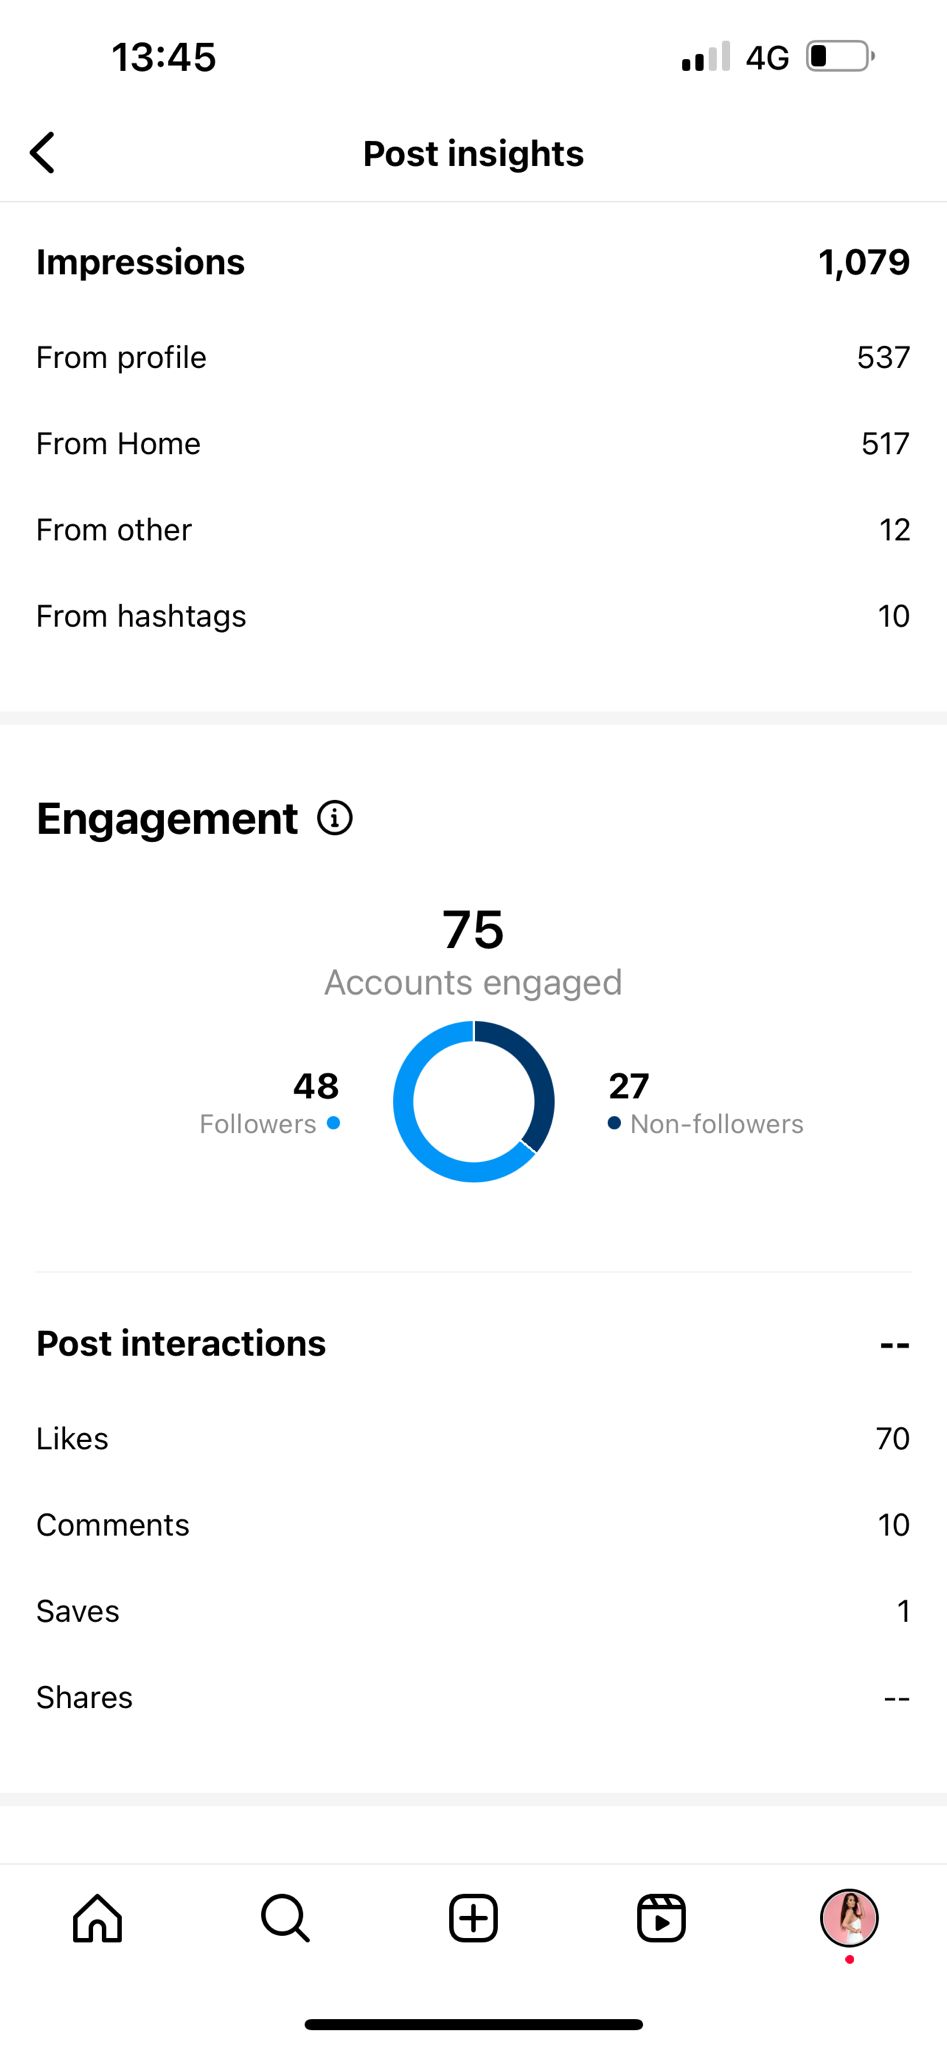 13:45
4G
Post insights
Impressions 1,079
From profile 537
From Home 517
From other 12
From hashtags 10
Engagement
75
Accounts engaged
48
Followers
27
Non-followers
Post interactions --
Likes 70
Comments 10
Saves 1
Shares --